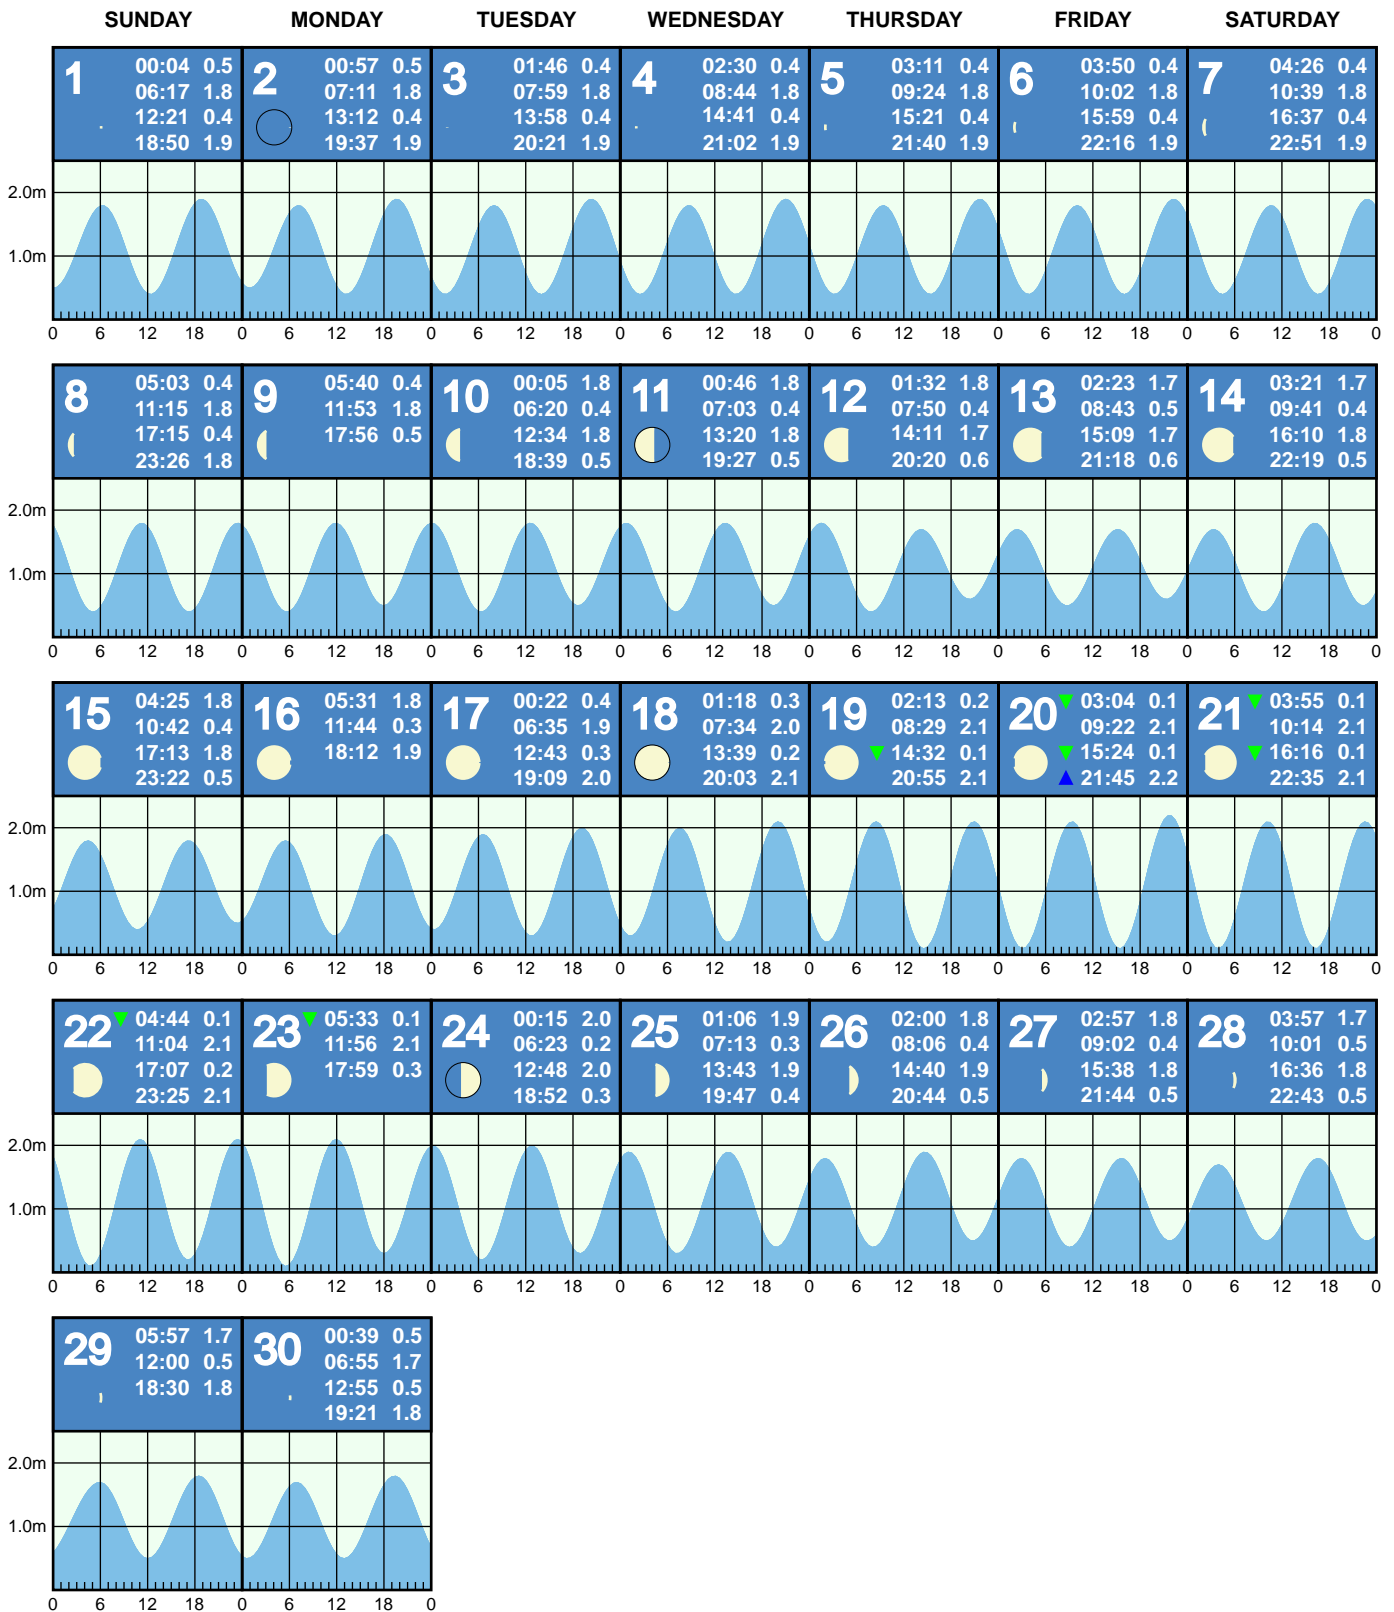 SUNDAY MONDAY TUESDAY WEDNESDAY THURSDAY FRIDAY SATURDAY
1 2 3 4 5 6 7
00:04 0.5 00:57 0.5 01:46 0.4 02:30 0.4 03:11 0.4 03:50 0.4 04:26 0.4
06:17 1.8 07:11 1.8 07:59 1.8 08:44 1.8 09:24 1.8 10:02 1.8 10:39 1.8
12:21 0.4 13:12 0.4 13:58 0.4 14:41 0.4 15:21 0.4 15:59 0.4 16:37 0.4
18:50 1.9 19:37 1.9 20:21 1.9 21:02 1.9 21:40 1.9 22:16 1.9 22:51 1.9
2.0m
1.0m
0 6 12 18 0 6 12 18 0 6 12 18 0 6 12 18 0 6 12 18 0 6 12 18 0 6 12 18 0
8 9 10 11 12 13 14
05:03 0.4 05:40 0.4 00:05 1.8 00:46 1.8 01:32 1.8 02:23 1.7 03:21 1.7
11:15 1.8 11:53 1.8 06:20 0.4 07:03 0.4 07:50 0.4 08:43 0.5 09:41 0.4
17:15 0.4 17:56 0.5 12:34 1.8 13:20 1.8 14:11 1.7 15:09 1.7 16:10 1.8
23:26 1.8 18:39 0.5 19:27 0.5 20:20 0.6 21:18 0.6 22:19 0.5
2.0m
1.0m
0 6 12 18 0 6 12 18 0 6 12 18 0 6 12 18 0 6 12 18 0 6 12 18 0 6 12 18 0
15 16 17 18 19 20 21
04:25 1.8 05:31 1.8 00:22 0.4 01:18 0.3 02:13 0.2 03:04 0.1 03:55 0.1
10:42 0.4 11:44 0.3 06:35 1.9 07:34 2.0 08:29 2.1 09:22 2.1 10:14 2.1
17:13 1.8 18:12 1.9 12:43 0.3 13:39 0.2 14:32 0.1 15:24 0.1 16:16 0.1
23:22 0.5 19:09 2.0 20:03 2.1 20:55 2.1 21:45 2.2 22:35 2.1
2.0m
1.0m
0 6 12 18 0 6 12 18 0 6 12 18 0 6 12 18 0 6 12 18 0 6 12 18 0 6 12 18 0
22 23 24 25 26 27 28
04:44 0.1 05:33 0.1 00:15 2.0 01:06 1.9 02:00 1.8 02:57 1.8 03:57 1.7
11:04 2.1 11:56 2.1 06:23 0.2 07:13 0.3 08:06 0.4 09:02 0.4 10:01 0.5
17:07 0.2 17:59 0.3 12:48 2.0 13:43 1.9 14:40 1.9 15:38 1.8 16:36 1.8
23:25 2.1 18:52 0.3 19:47 0.4 20:44 0.5 21:44 0.5 22:43 0.5
2.0m
1.0m
0 6 12 18 0 6 12 18 0 6 12 18 0 6 12 18 0 6 12 18 0 6 12 18 0 6 12 18 0
29 30
05:57 1.7 00:39 0.5
12:00 0.5 06:55 1.7
18:30 1.8 12:55 0.5
19:21 1.8
2.0m
1.0m
0 6 12 18 0 6 12 18 0